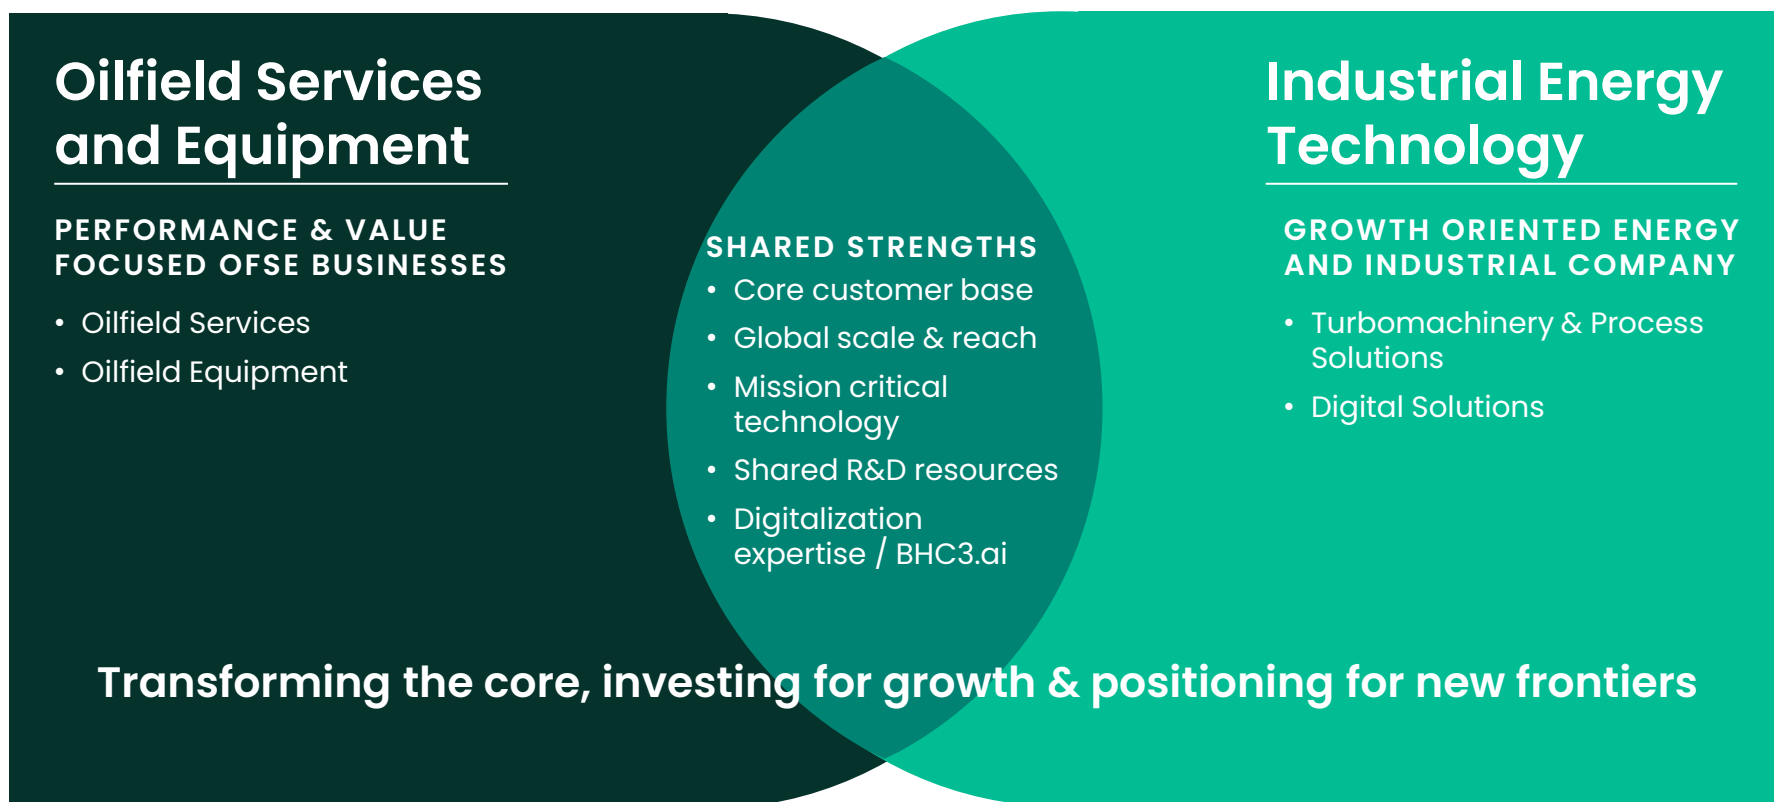 Oilfield Services
and Equipment
PERFORMANCE & VALUE
FOCUSED OFSE BUSINESSES
• Oilfield Services
• Oilfield Equipment
SHARED STRENGTHS
• Core customer base
• Global scale & reach
• Mission critical
technology
• Shared R&D resources
• Digitalization
expertise / BHC3.ai
Industrial Energy
Technology
GROWTH ORIENTED ENERGY
AND INDUSTRIAL COMPANY
• Turbomachinery & Process
Solutions
• Digital Solutions
Transforming the core, investing for growth & positioning for new frontiers